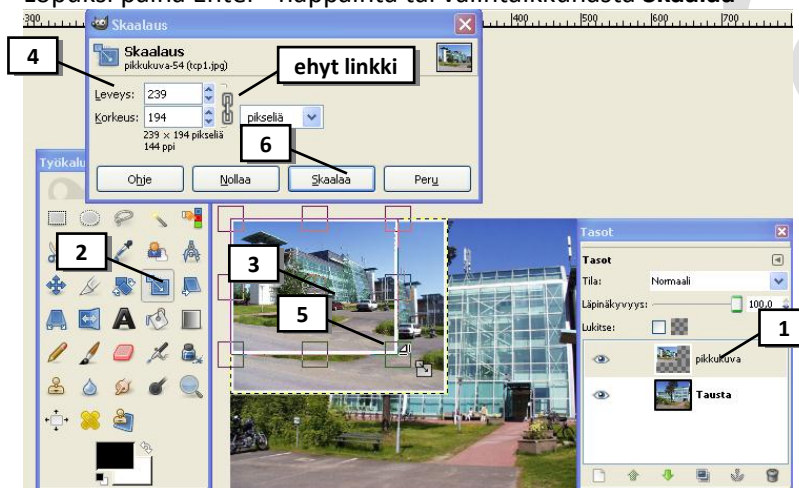 Lopuksi paina Enter - näppäintä tai valintaikkunasta Skaalaa
300 400 500 600 700
Skaalaus
Skaalaus
pikkukuva-54 (tcp1.jpg)
4
ehyt linkki
Leveys: 239
Korkeus: 194 pikseliä
239 × 194 pikseliä
144 ppi
6
Ohje Nollaa Skaalaa Peru
Työkalu
2
3
5
Tasot
Tasot
Tila: Normaali
Läpinäkyvyys: 100,0
Lukitse:
1
pikkukuva
Tausta